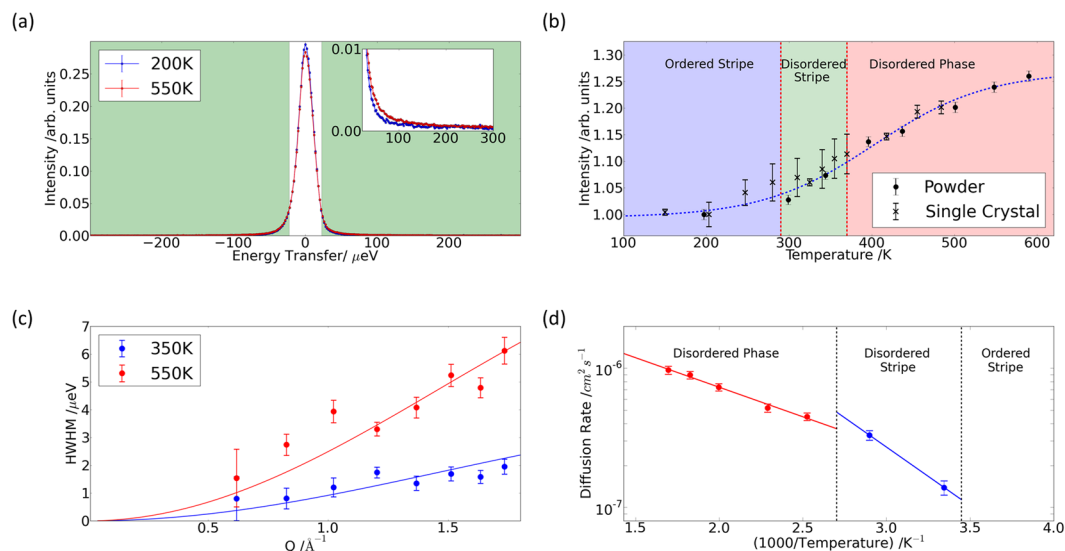 (a)
Intensity /arb. units
0.25
0.20
0.15
0.10
0.05
0.00
200K
550K
0.01
0.00
100 200 300
−200 −100 0 100 200
Energy Transfer/ μeV
(b)
Intensity /arb. units
1.30
1.25
1.20
1.15
1.10
1.05
1.00
Ordered Stripe
Disordered
Stripe
Disordered Phase
Powder
Single Crystal
100 200 300 400 500 600
Temperature /K
(c)
HWHM /μeV
7
6
5
4
3
2
1
0
350K
550K
0.5 1.0 1.5
Q /Å⁻¹
(d)
Diffusion Rate /cm² s⁻¹
10⁻⁶
10⁻⁷
Disordered Phase
Disordered
Stripe
Ordered
Stripe
1.5 2.0 2.5 3.0 3.5 4.0
(1000/Temperature) /K⁻¹